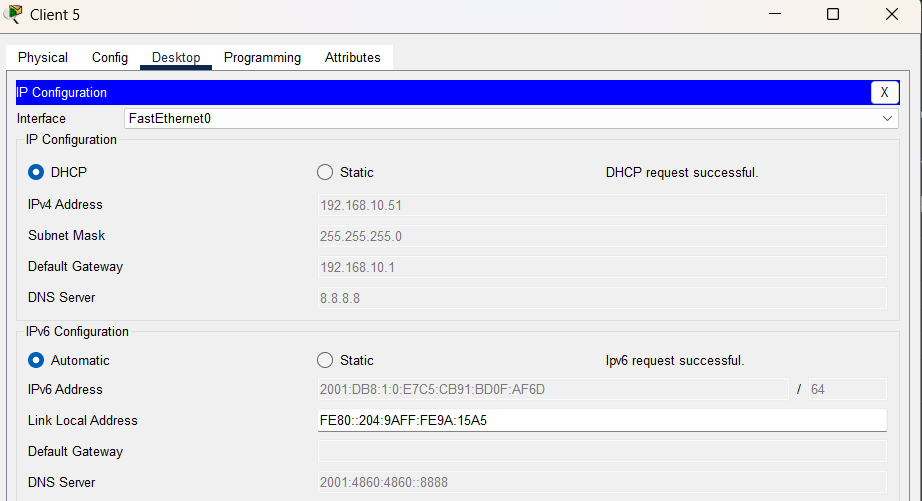 Client 5
Physical Config Desktop Programming Attributes
IP Configuration X
Interface FastEthernet0
IP Configuration
DHCP Static DHCP request successful.
IPv4 Address 192.168.10.51
Subnet Mask 255.255.255.0
Default Gateway 192.168.10.1
DNS Server 8.8.8.8
IPv6 Configuration
Automatic Static Ipv6 request successful.
IPv6 Address 2001:DB8:1:0:E7C5:CB91:BD0F:AF6D / 64
Link Local Address FE80::204:9AFF:FE9A:15A5
Default Gateway
DNS Server 2001:4860:4860::8888